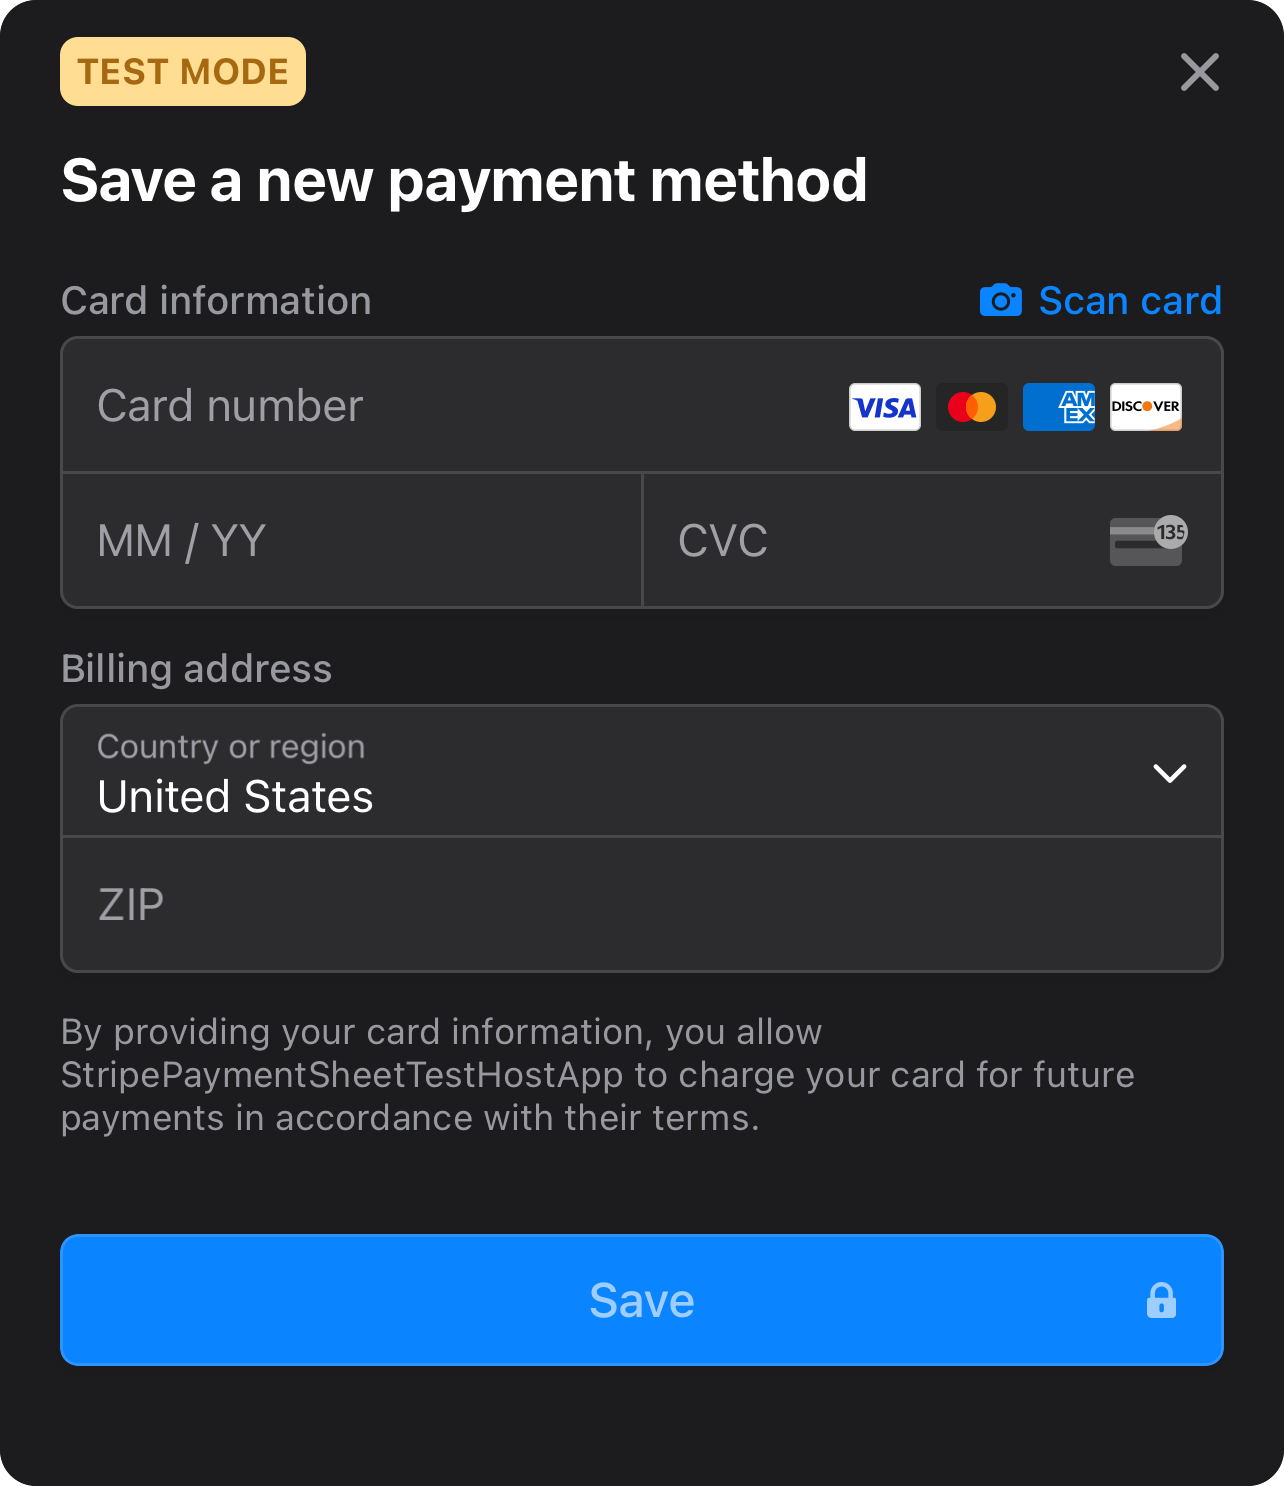 TEST MODE
Save a new payment method
Card information
Scan card
Card number
VISA
AM
EX
DISCOVER
MM / YY
CVC
135
Billing address
Country or region
United States
ZIP
By providing your card information, you allow
StripePaymentSheetTestHostApp to charge your card for future
payments in accordance with their terms.
Save